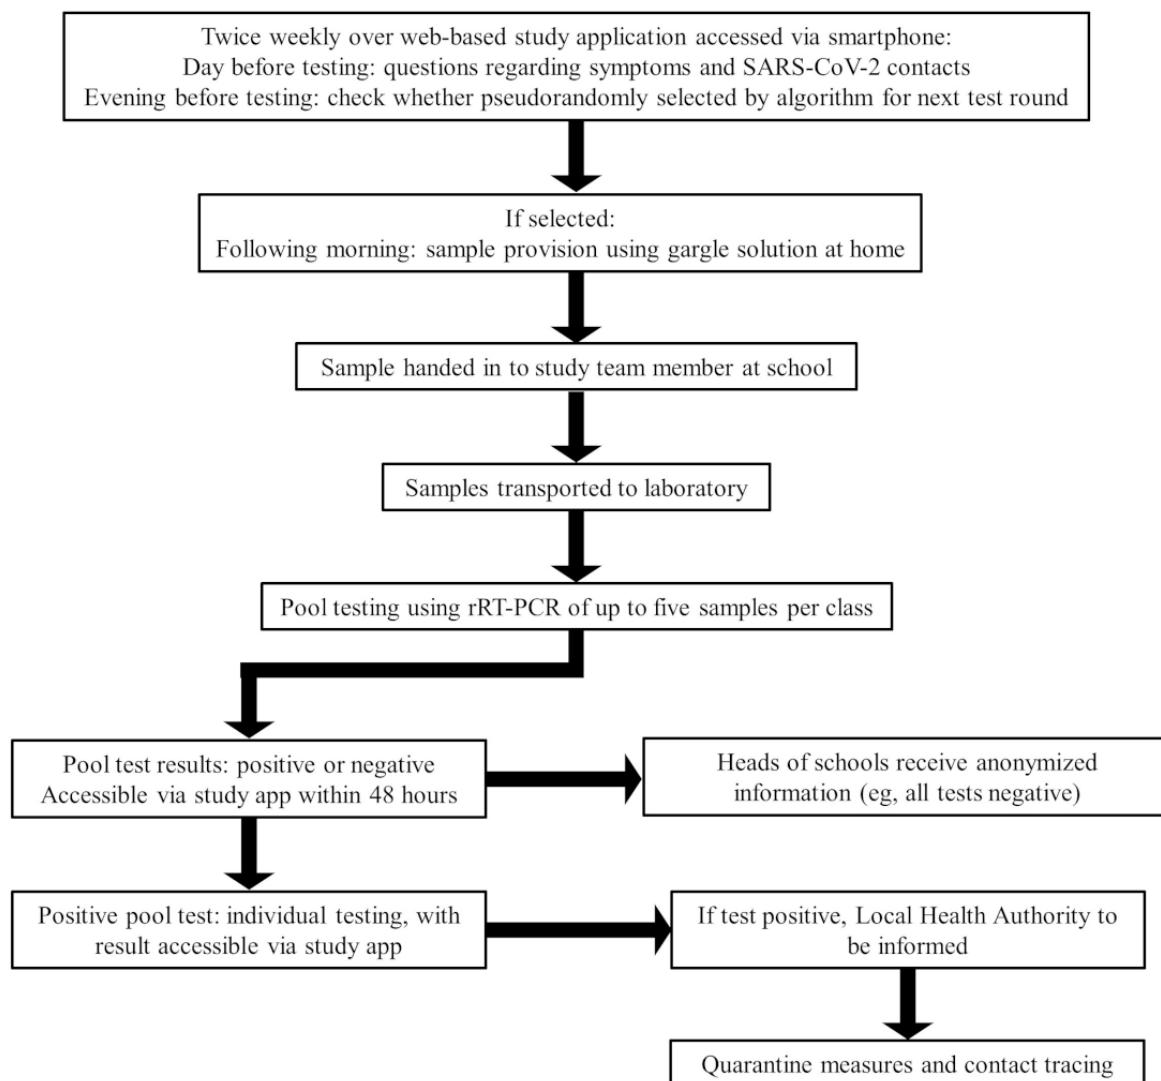 Twice weekly over web-based study application accessed via smartphone:
Day before testing: questions regarding symptoms and SARS-CoV-2 contacts
Evening before testing: check whether pseudorandomly selected by algorithm for next test round
If selected:
Following morning: sample provision using gargle solution at home
Sample handed in to study team member at school
Samples transported to laboratory
Pool testing using rRT-PCR of up to five samples per class
Pool test results: positive or negative
Accessible via study app within 48 hours
Heads of schools receive anonymized
information (eg, all tests negative)
Positive pool test: individual testing, with
result accessible via study app
If test positive, Local Health Authority to
be informed
Quarantine measures and contact tracing